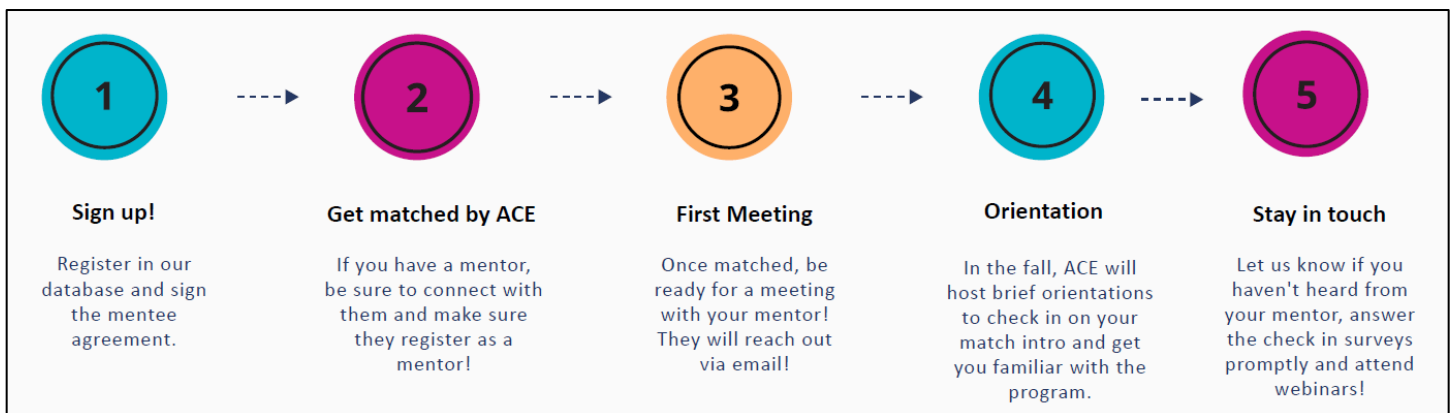 1
2
3
4
5
Sign up!
Register in our
database and sign
the mentee
agreement.
Get matched by ACE
If you have a mentor,
be sure to connect with
them and make sure
they register as a
mentor!
First Meeting
Once matched, be
ready for a meeting
with your mentor!
They will reach out
via email!
Orientation
In the fall, ACE will
host brief orientations
to check in on your
match intro and get
you familiar with the
program.
Stay in touch
Let us know if you
haven't heard from
your mentor, answer
the check in surveys
promptly and attend
webinars!